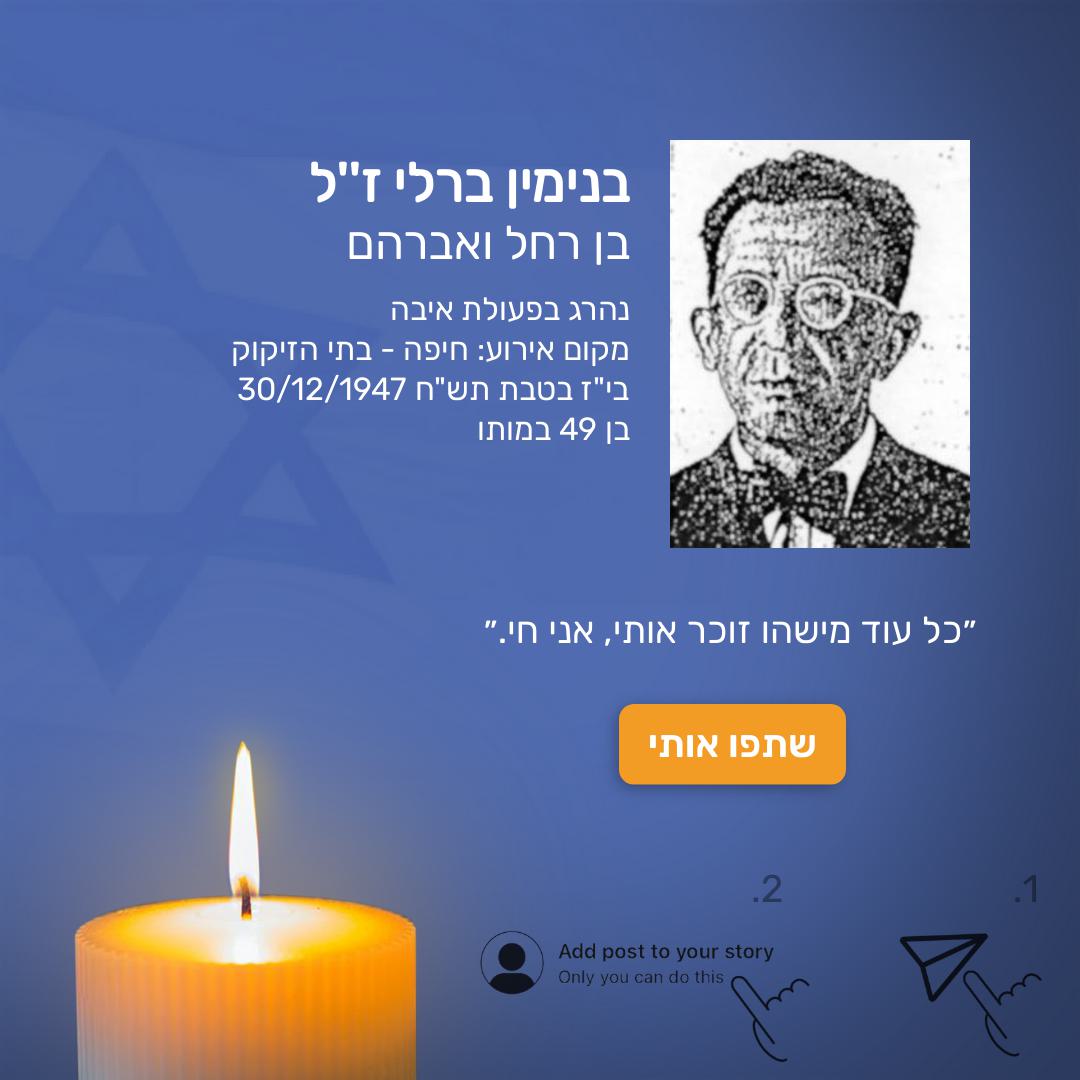 בנימין ברלי ז"ל
בן רחל ואברהם
נהרג בפעולת איבה
מקום אירוע: חיפה - בתי הזיקוק
בי"ז בטבת תש"ח 30/12/1947
בן 49 במותו
״כל עוד מישהו זוכר אותי, אני חי.״
שתפו אותי
1.
2.
Add post to your story
Only you can do this